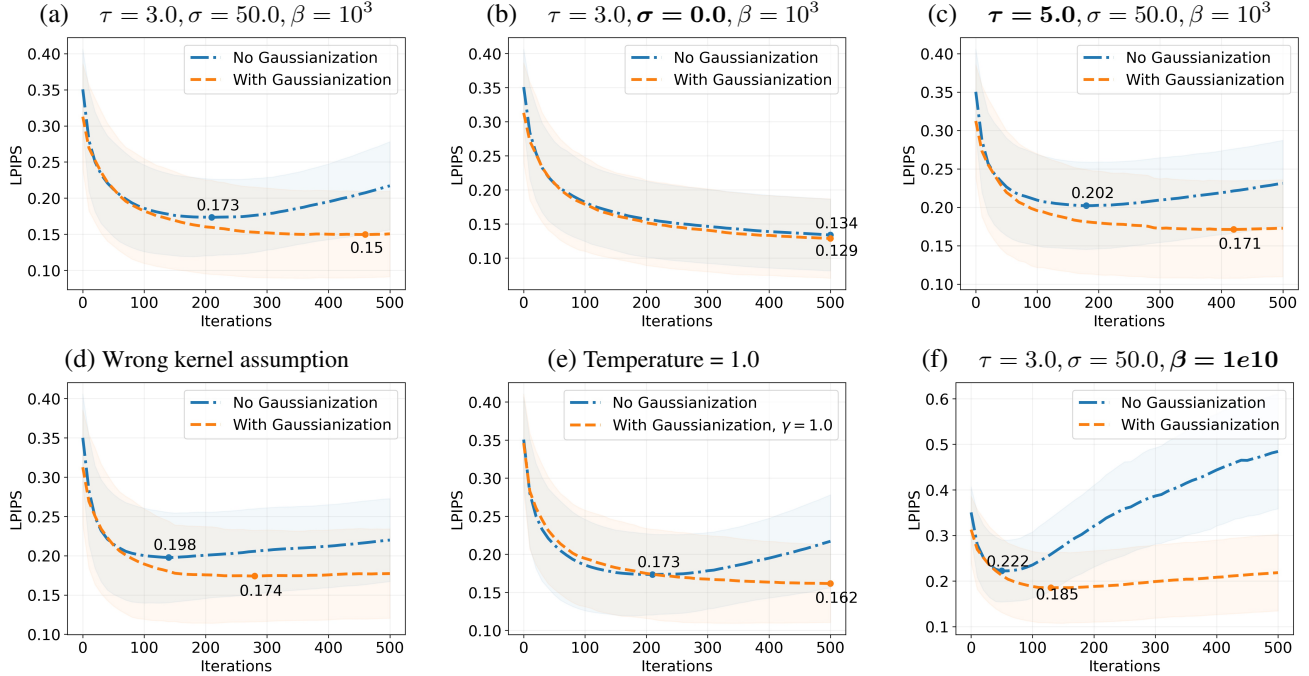 (a) τ = 3.0, σ = 50.0, β = 10³
0.40
0.35
0.30
0.25
0.20
0.15
0.10
LPIPS
No Gaussianization
With Gaussianization
0.173
0.15
0 100 200 300 400 500
Iterations
(b) τ = 3.0, σ = 0.0, β = 10³
0.40
0.35
0.30
0.25
0.20
0.15
0.10
LPIPS
No Gaussianization
With Gaussianization
0.134
0.129
0 100 200 300 400 500
Iterations
(c) τ = 5.0, σ = 50.0, β = 10³
0.40
0.35
0.30
0.25
0.20
0.15
0.10
LPIPS
No Gaussianization
With Gaussianization
0.202
0.171
0 100 200 300 400 500
Iterations
(d) Wrong kernel assumption
0.40
0.35
0.30
0.25
0.20
0.15
0.10
LPIPS
No Gaussianization
With Gaussianization
0.198
0.174
0 100 200 300 400 500
Iterations
(e) Temperature = 1.0
0.40
0.35
0.30
0.25
0.20
0.15
0.10
LPIPS
No Gaussianization
With Gaussianization, γ = 1.0
0.173
0.162
0 100 200 300 400 500
Iterations
(f) τ = 3.0, σ = 50.0, β = 1e10
0.6
0.5
0.4
0.3
0.2
0.1
LPIPS
No Gaussianization
With Gaussianization
0.222
0.185
0 100 200 300 400 500
Iterations